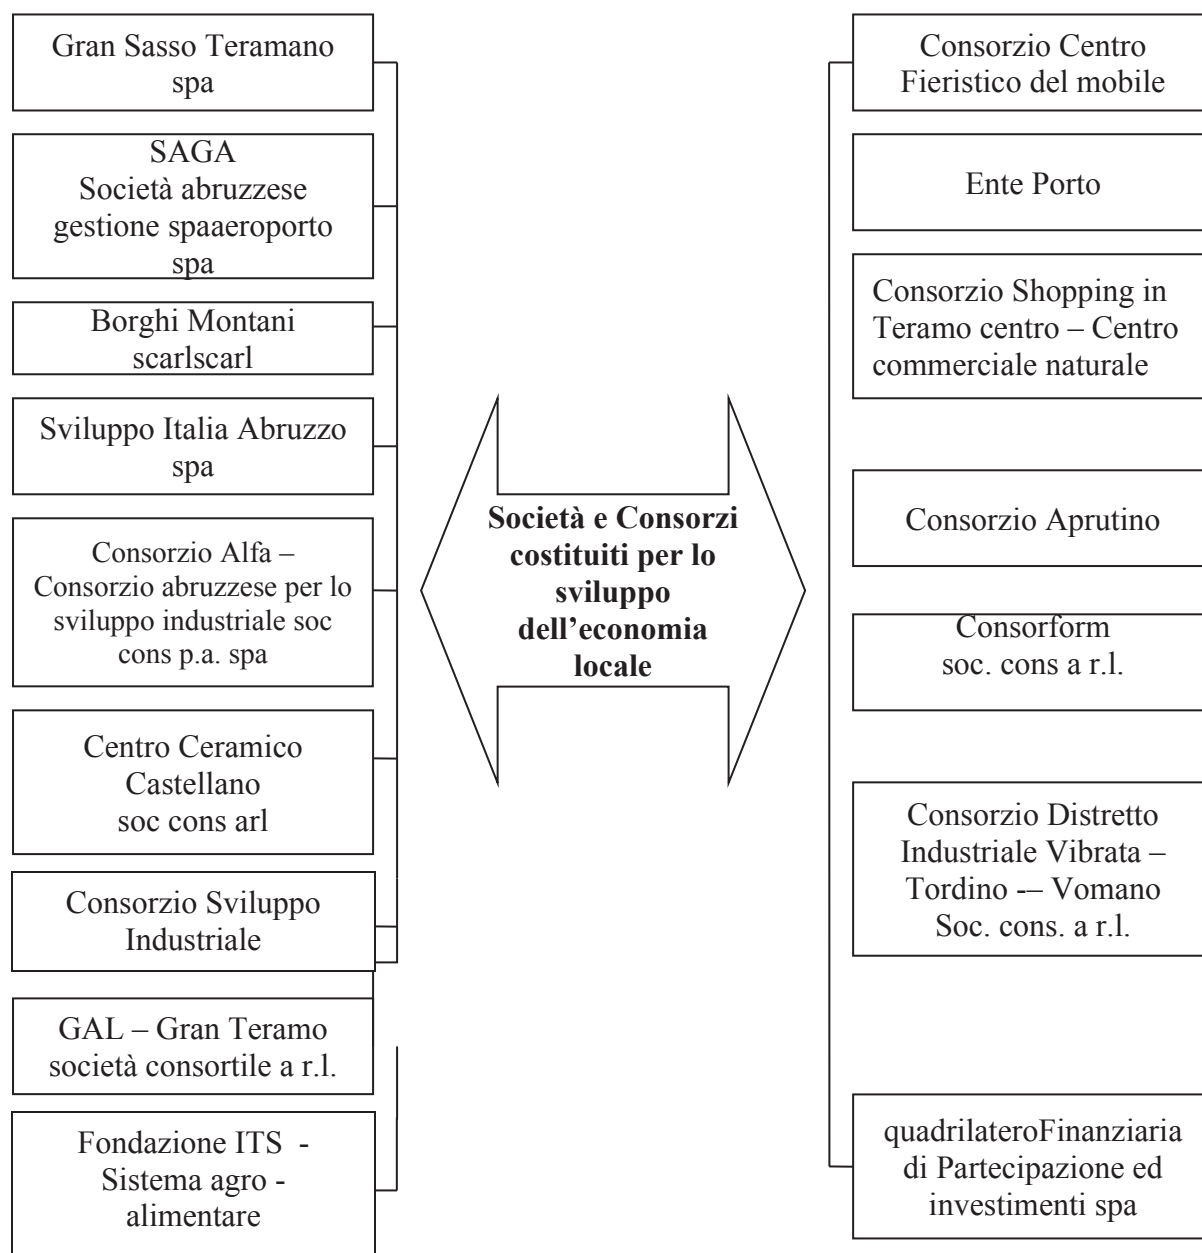 Gran Sasso Teramano
spa
SAGA
Società abruzzese
gestione spaaeroporto
spa
Borghi Montani
scarlscarl
Sviluppo Italia Abruzzo
spa
Consorzio Alfa –
Consorzio abruzzese per lo
sviluppo industriale soc
cons p.a. spa
Centro Ceramico
Castellano
soc cons arl
Consorzio Sviluppo
Industriale
GAL – Gran Teramo
società consortile a r.l.
Fondazione ITS -
Sistema agro -
alimentare
Società e Consorzi
costituiti per lo
sviluppo
dell’economia
locale
Consorzio Centro
Fieristico del mobile
Ente Porto
Consorzio Shopping in
Teramo centro – Centro
commerciale naturale
Consorzio Aprutino
Consorform
soc. cons a r.l.
Consorzio Distretto
Industriale Vibrata –
Tordino -– Vomano
Soc. cons. a r.l.
quadrilateroFinanziaria
di Partecipazione ed
investimenti spa